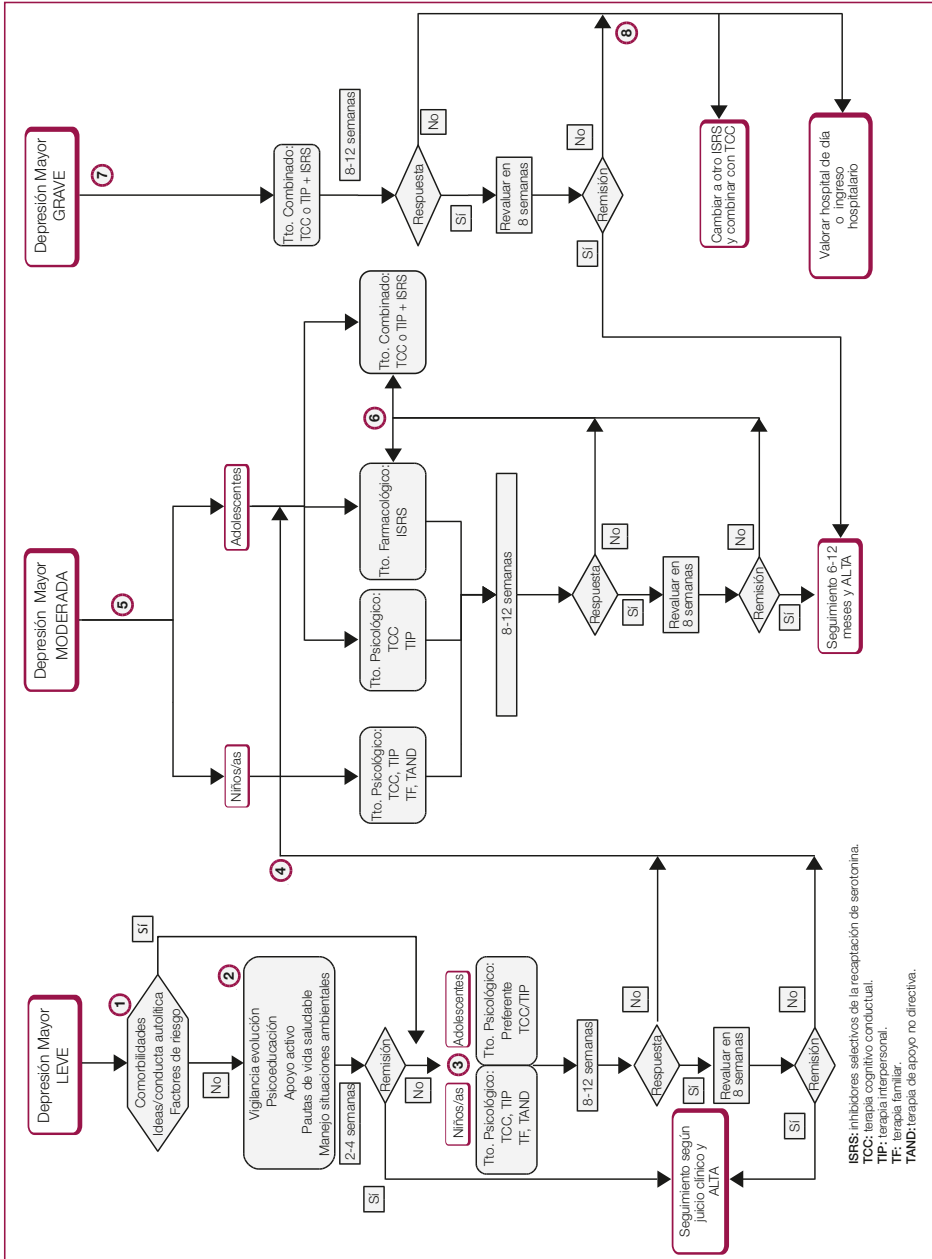 Depresión Mayor
LEVE
1
Comorbilidades
Ideas/conducta autolítica
Factores de riesgo
Sí
No
2
Vigilancia evolución
Psicoeducación
Apoyo activo
Pautas de vida saludable
Manejo situaciones ambientales
2-4 semanas
Remisión
Sí
No
Niños/as
3
Adolescentes
Tto. Psicológico:
TCC, TIP
TF, TAND
Tto. Psicológico:
Preferente
TCC/TIP
8-12 semanas
Respuesta
No
Sí
Revaluar en
8 semanas
Remisión
No
Sí
Seguimiento según
juicio clínico y
ALTA
4
Depresión Mayor
MODERADA
5
Niños/as
Adolescentes
Tto. Psicológico:
TCC, TIP
TF, TAND
Tto. Psicológico:
TCC
TIP
Tto. Farmacológico:
ISRS
6
Tto. Combinado:
TCC o TIP + ISRS
8-12 semanas
Respuesta
No
Sí
Revaluar en
8 semanas
Remisión
No
Sí
Seguimiento 6-12
meses y ALTA
Depresión Mayor
GRAVE
7
Tto. Combinado:
TCC o TIP + ISRS
8-12 semanas
Respuesta
No
Sí
Revaluar en
8 semanas
Remisión
No
Sí
8
Cambiar a otro ISRS
y combinar con TCC
Valorar hospital de día
o ingreso
hospitalario
ISRS: inhibidores selectivos de la recaptación de serotonina.
TCC: terapia cognitivo conductual.
TIP: terapia interpersonal.
TF: terapia familiar.
TAND: terapia de apoyo no directiva.